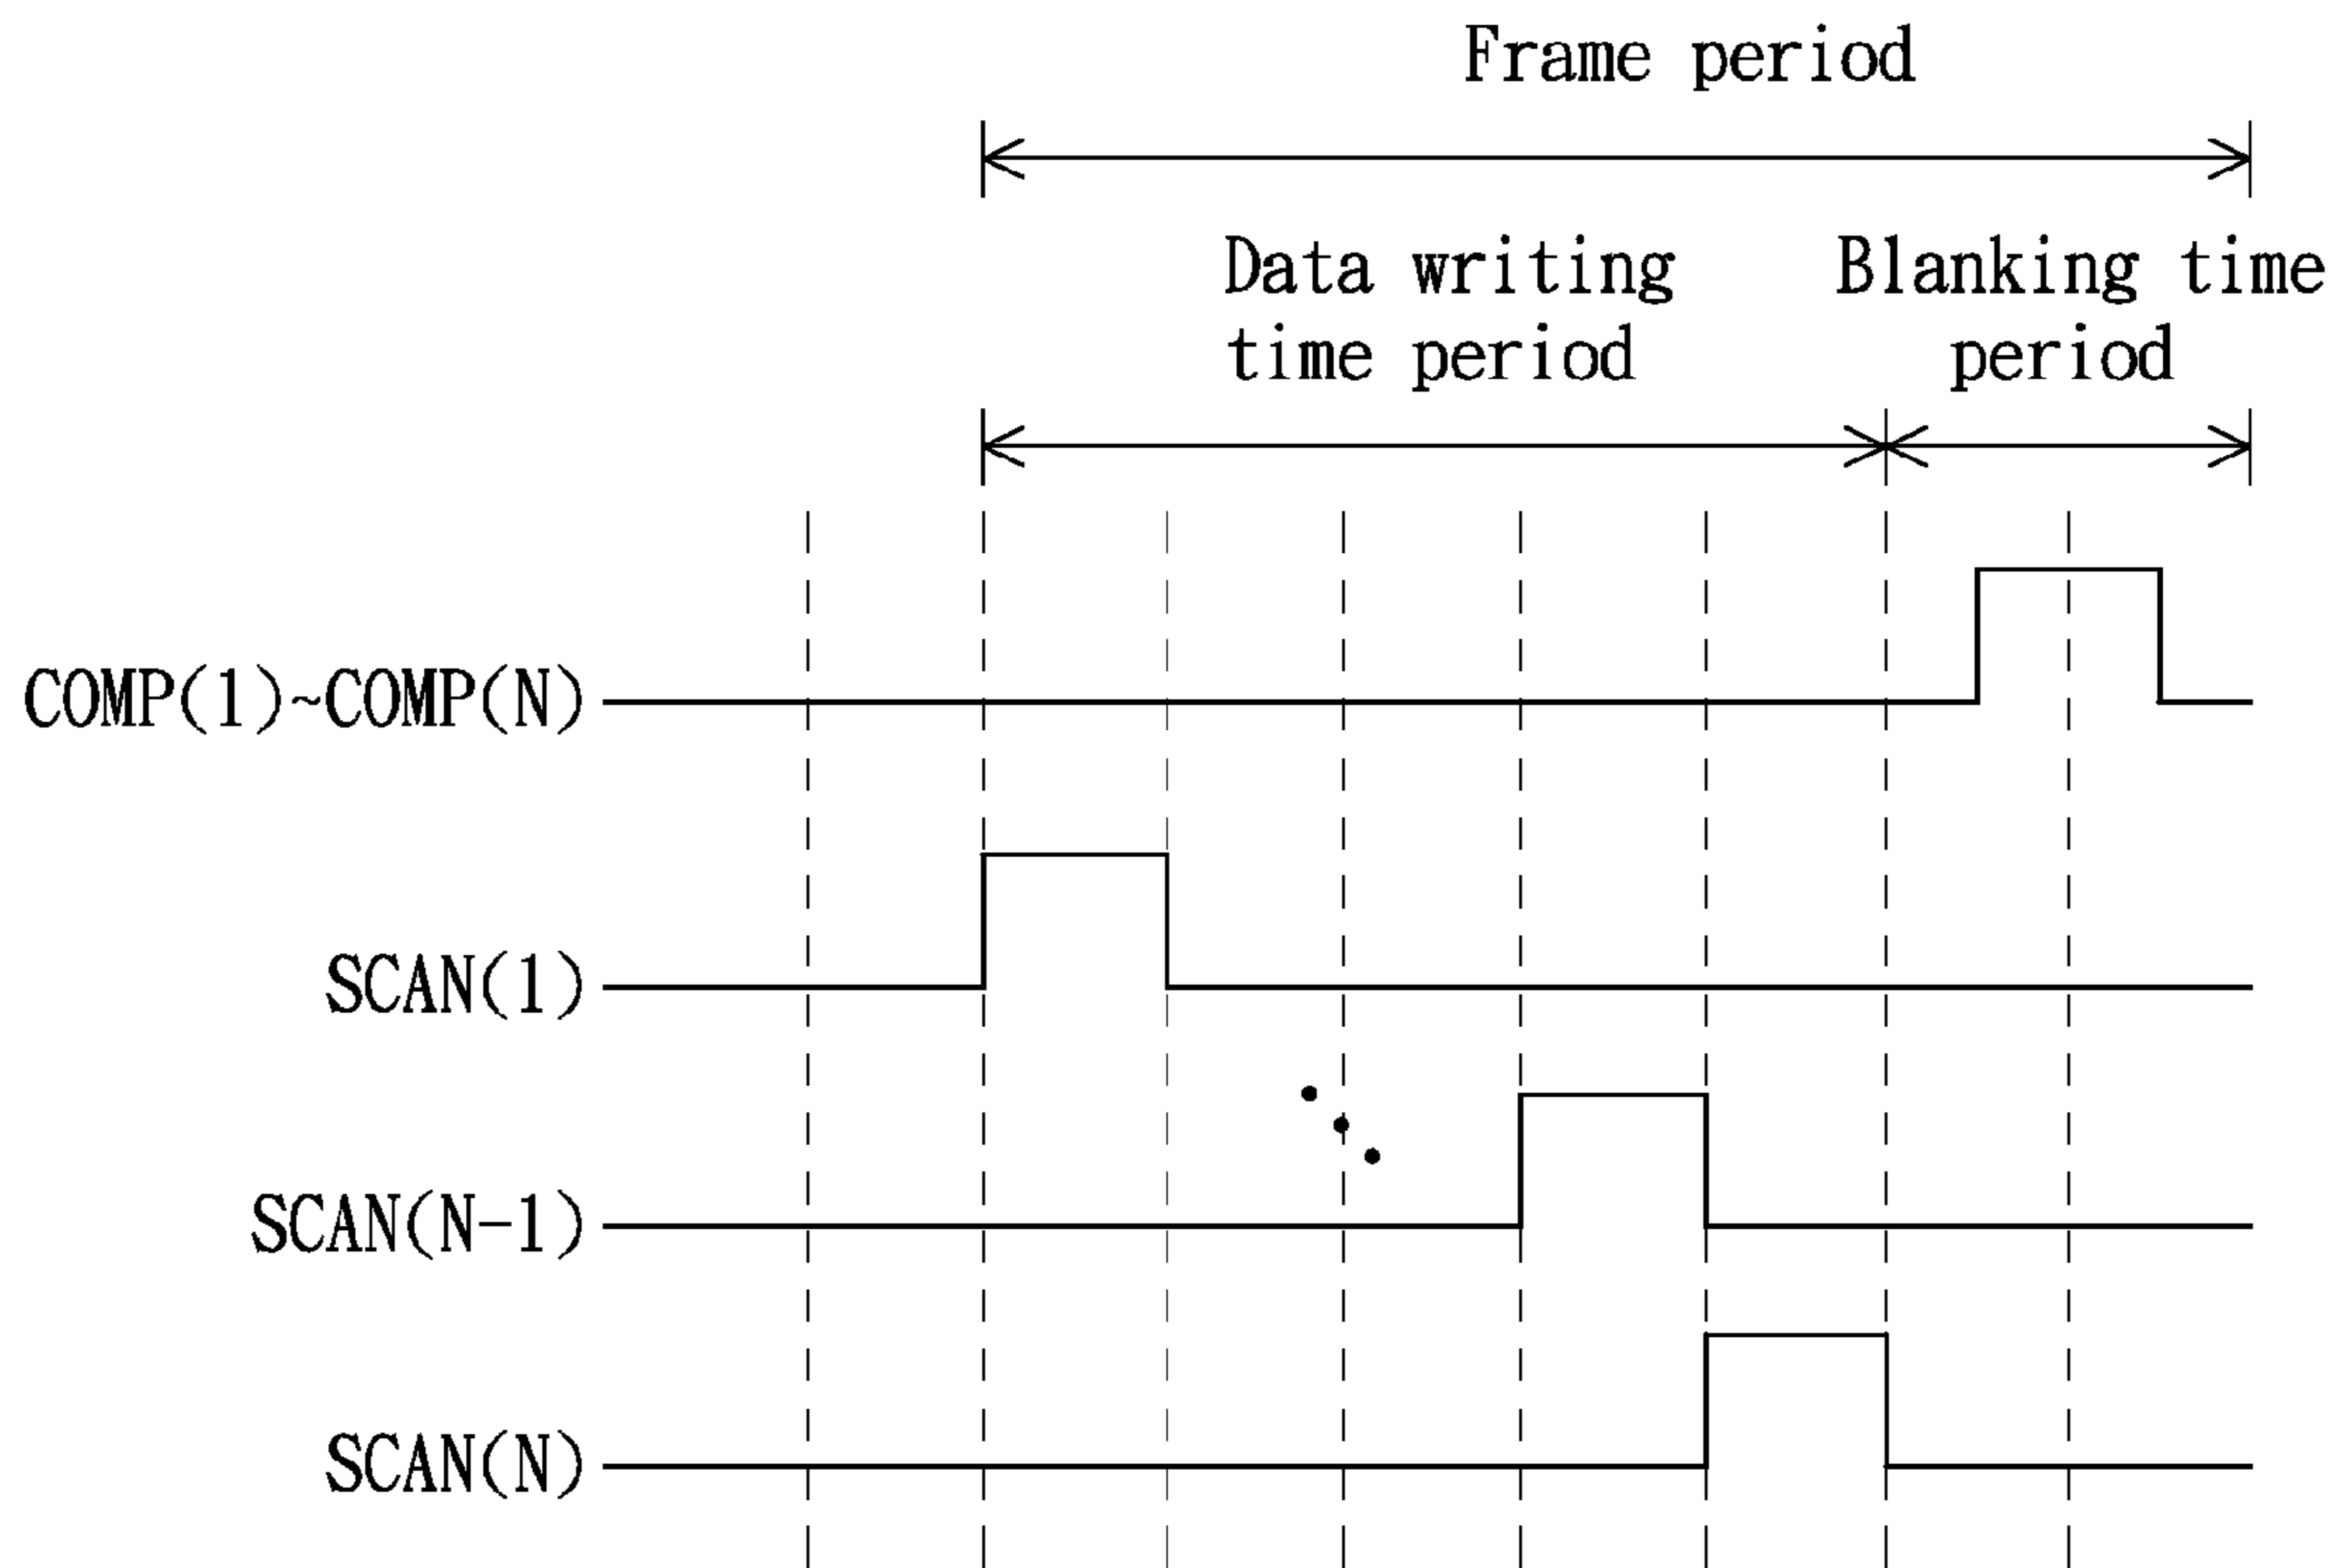 Frame period
Data writing
time period
Blanking time
period
COMP(1)~COMP(N)
SCAN(1)
SCAN(N-1)
SCAN(N)